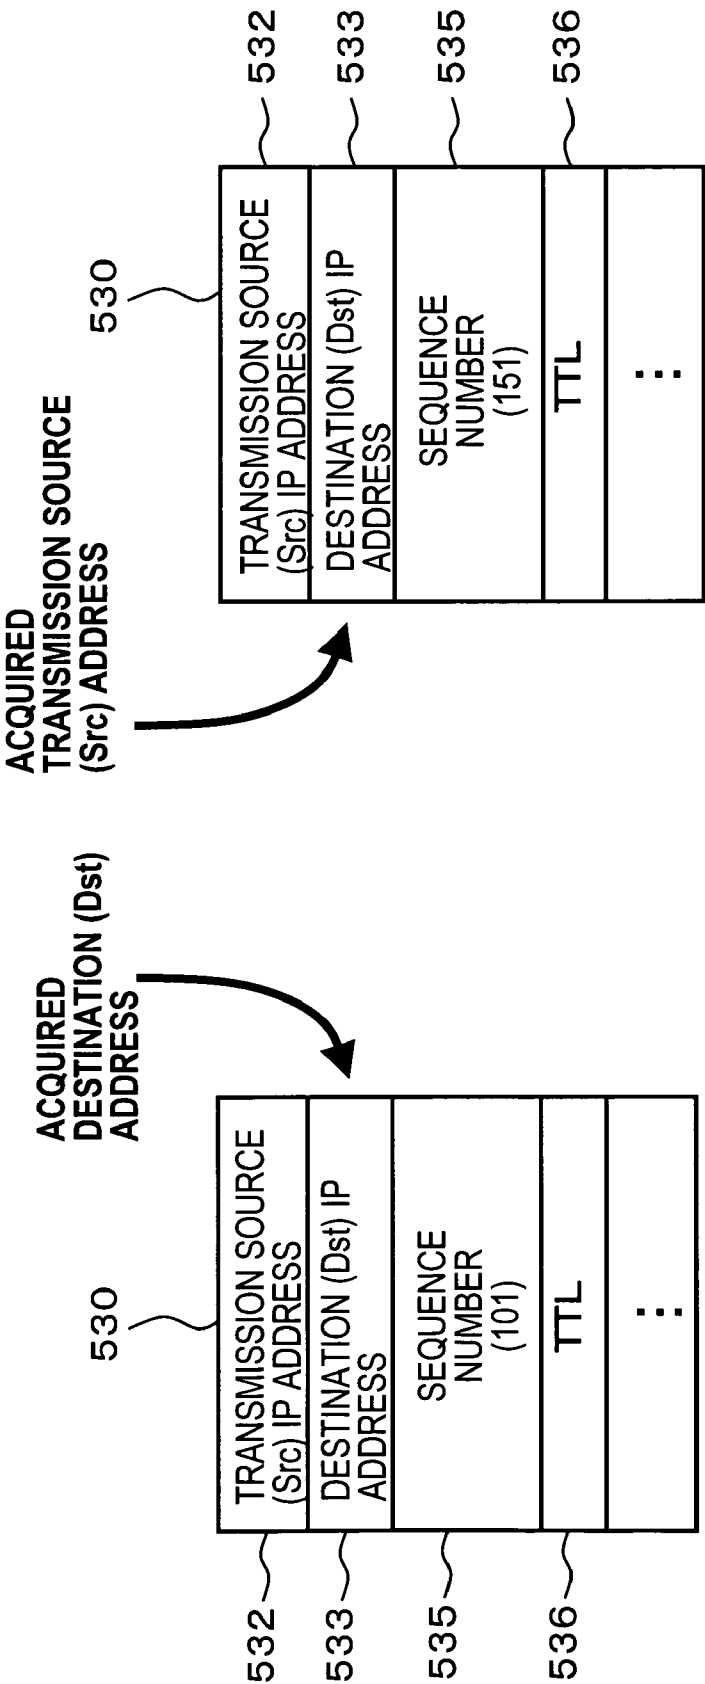 ACQUIRED
DESTINATION (Dst)
ADDRESS
530
532
TRANSMISSION SOURCE
(Src) IP ADDRESS
533
DESTINATION (Dst) IP
ADDRESS
535
SEQUENCE
NUMBER
(101)
536
TTL
⋮
ACQUIRED
TRANSMISSION SOURCE
(Src) ADDRESS
530
TRANSMISSION SOURCE
(Src) IP ADDRESS
532
DESTINATION (Dst) IP
ADDRESS
533
SEQUENCE
NUMBER
(151)
535
TTL
536
⋮